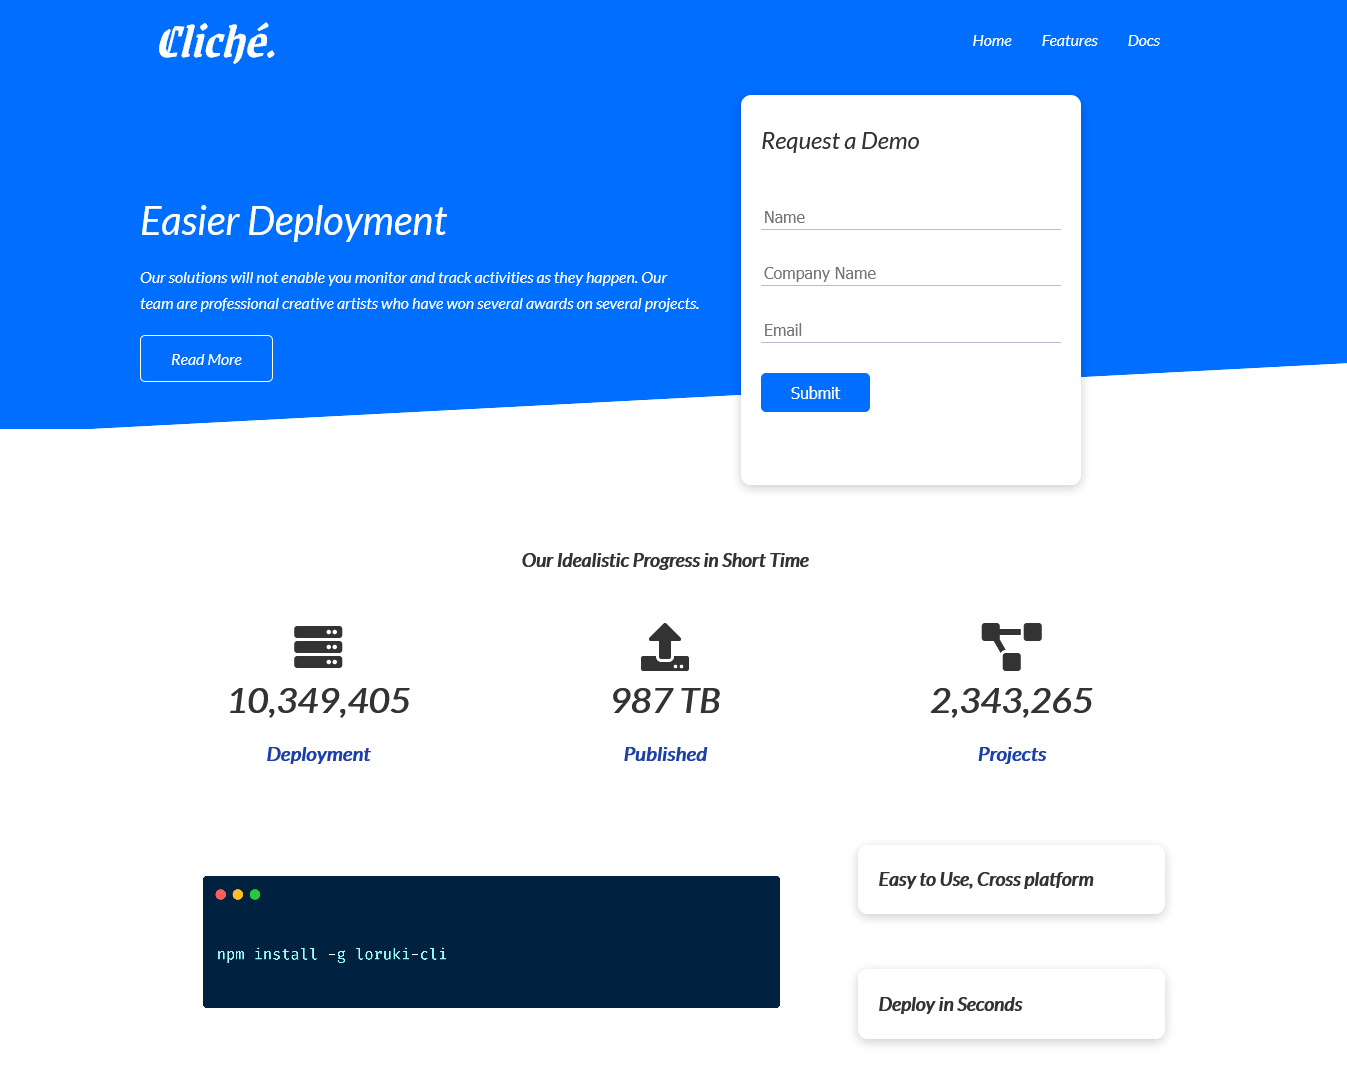 Cliché.
Home Features Docs
Easier Deployment
Our solutions will not enable you monitor and track activities as they happen. Our
team are professional creative artists who have won several awards on several projects.
Read More
Request a Demo
Name
Company Name
Email
Submit
Our Idealistic Progress in Short Time
10,349,405
Deployment
987 TB
Published
2,343,265
Projects
npm install -g loruki-cli
Easy to Use, Cross platform
Deploy in Seconds